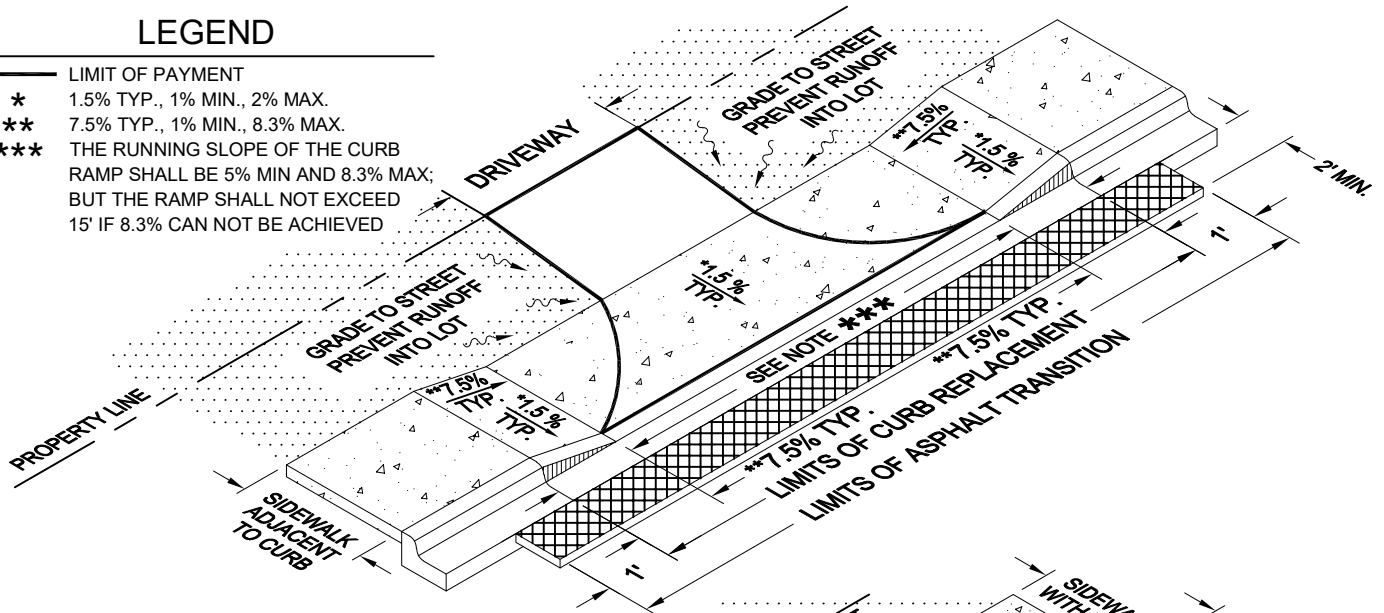 LEGEND
LIMIT OF PAYMENT
* 1.5% TYP., 1% MIN., 2% MAX.
** 7.5% TYP., 1% MIN., 8.3% MAX.
*** THE RUNNING SLOPE OF THE CURB
RAMP SHALL BE 5% MIN AND 8.3% MAX;
BUT THE RAMP SHALL NOT EXCEED
15' IF 8.3% CAN NOT BE ACHIEVED
DRIVEWAY
GRADE TO STREET
PREVENT RUNOFF
INTO LOT
**7.5%
TYP.
*1.5 %
TYP.
2' MIN.
1'
*1.5 %
TYP.
GRADE TO STREET
PREVENT RUNOFF
INTO LOT
SEE NOTE ***
**7.5% TYP.
**7.5% TYP.
LIMITS OF CURB REPLACEMENT
LIMITS OF ASPHALT TRANSITION
PROPERTY LINE
**7.5%
TYP.
*1.5 %
TYP.
SIDEWALK
ADJACENT
TO CURB
1'